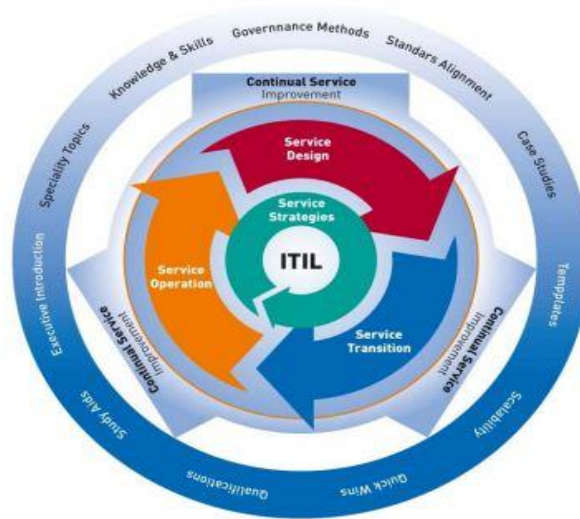 Governnance Methods
Standars Alignment
Case Studies
Tempplates
Scalability
Quick Wins
Qualifications
Study Aids
Executive Introduction
Speciality Topics
Knowledge & Skills
Continual Service
Improvement
Continual Service
Improvement
Continual Service
Improvement
Service
Design
Service
Transition
Service
Operation
Service
Strategies
ITIL